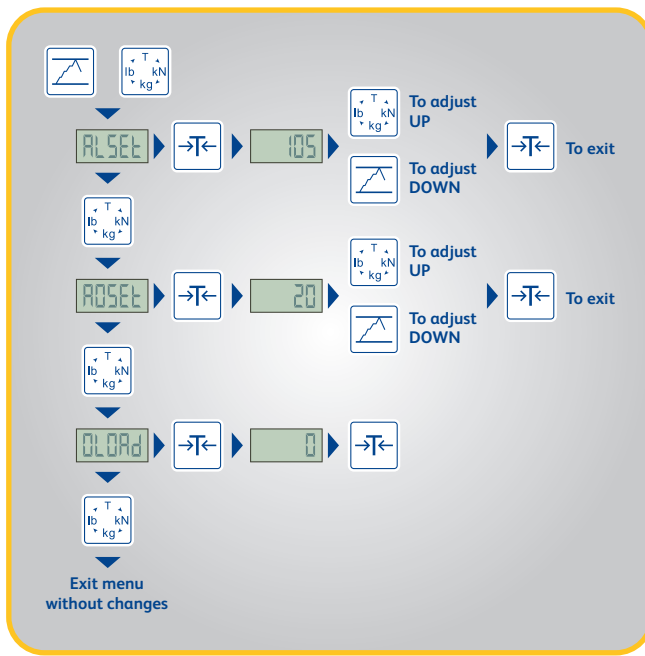 T
lb kN
kg
ALSEt
T
105
T
lb kN
kg
To adjust
UP
To adjust
DOWN
T
To exit
T
lb kN
kg
AOSEt
T
20
T
lb kN
kg
To adjust
UP
To adjust
DOWN
T
To exit
T
lb kN
kg
OLOAd
T
0
T
T
lb kN
kg
Exit menu
without changes